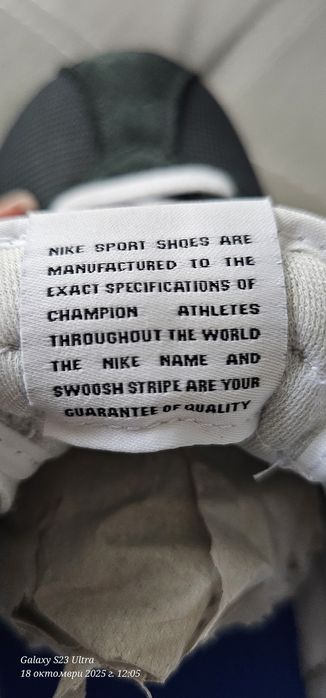 NIKE SPORT SHOES ARE
MANUFACTURED TO THE
EXACT SPECIFICATIONS OF
CHAMPION ATHLETES
THROUGHOUT THE WORLD
THE NIKE NAME AND
SWOOSH STRIPE ARE YOUR
GUARANTEE OF QUALITY
Galaxy S23 Ultra
18 октомври 2025 г. 12:05